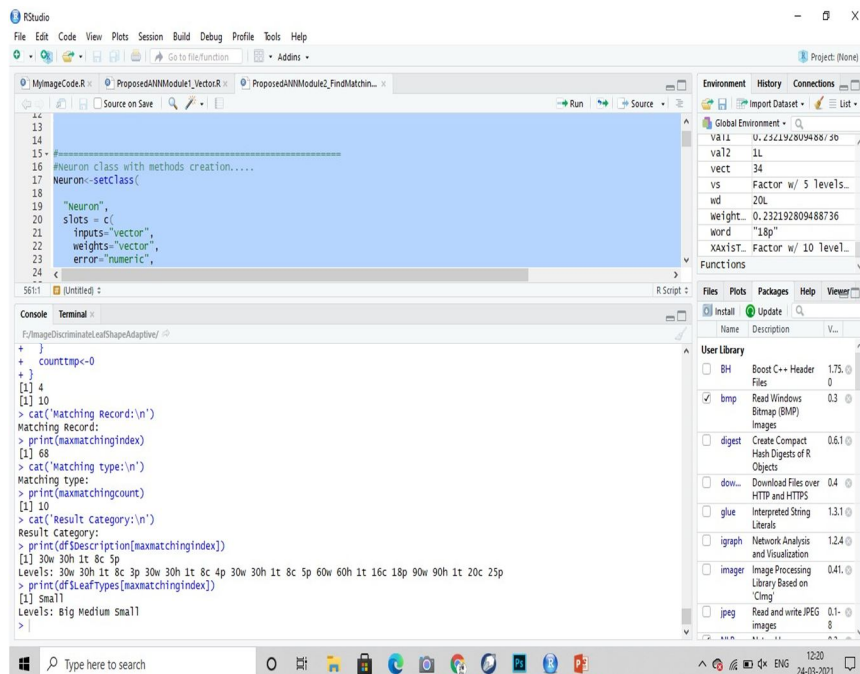 RStudio
File Edit Code View Plots Session Build Debug Profile Tools Help
Go to file/function Addins Project: (None)
MyImageCode.R ProposedANNModule1_Vector.R ProposedANNModule2_FindMatchin...
Source on Save Run Source
12
13
14
15 #=====================================================
16 #Neuron class with methods creation.....
17 Neuron<-setClass(
18
19 "Neuron",
20 slots = c(
21 inputs="vector",
22 weights="vector",
23 error="numeric",
24
561:1 (Untitled) R Script
Console Terminal
F:/ImageDiscriminateLeafShapeAdaptive/
+ }
+ counttmp<-0
+ }
[1] 4
[1] 10
> cat('Matching Record:\n')
Matching Record:
> print(maxmatchingindex)
[1] 68
> cat('Matching type:\n')
Matching type:
> print(maxmatchingcount)
[1] 10
> cat('Result Category:\n')
Result Category:
> print(df$Description[maxmatchingindex])
[1] 30w 30h 1t 8c 5p
Levels: 30w 30h 1t 8c 3p 30w 30h 1t 8c 4p 30w 30h 1t 8c 5p 60w 60h 1t 16c 18p 90w 90h 1t 20c 25p
> print(df$LeafTypes[maxmatchingindex])
[1] Small
Levels: Big Medium Small
>
Environment History Connections
Import Dataset List
Global Environment
val1 0.232192809488736
val2 1L
vect 34
vs Factor w/ 5 levels…
wd 20L
weight… 0.232192809488736
word "18p"
XAxisT… Factor w/ 10 level…
Functions
Files Plots Packages Help Viewer
Install Update
Name Description V...
User Library
BH Boost C++ Header Files 1.75.0
bmp Read Windows Bitmap (BMP) Images 0.3
digest Create Compact Hash Digests of R Objects 0.6.1
dow... Download Files over HTTP and HTTPS 0.4
glue Interpreted String Literals 1.3.1
igraph Network Analysis and Visualization 1.2.4
imager Image Processing Library Based on 'CImg' 0.41.
jpeg Read and write JPEG images 0.1-8
Type here to search
ENG
12:20
24-03-2021